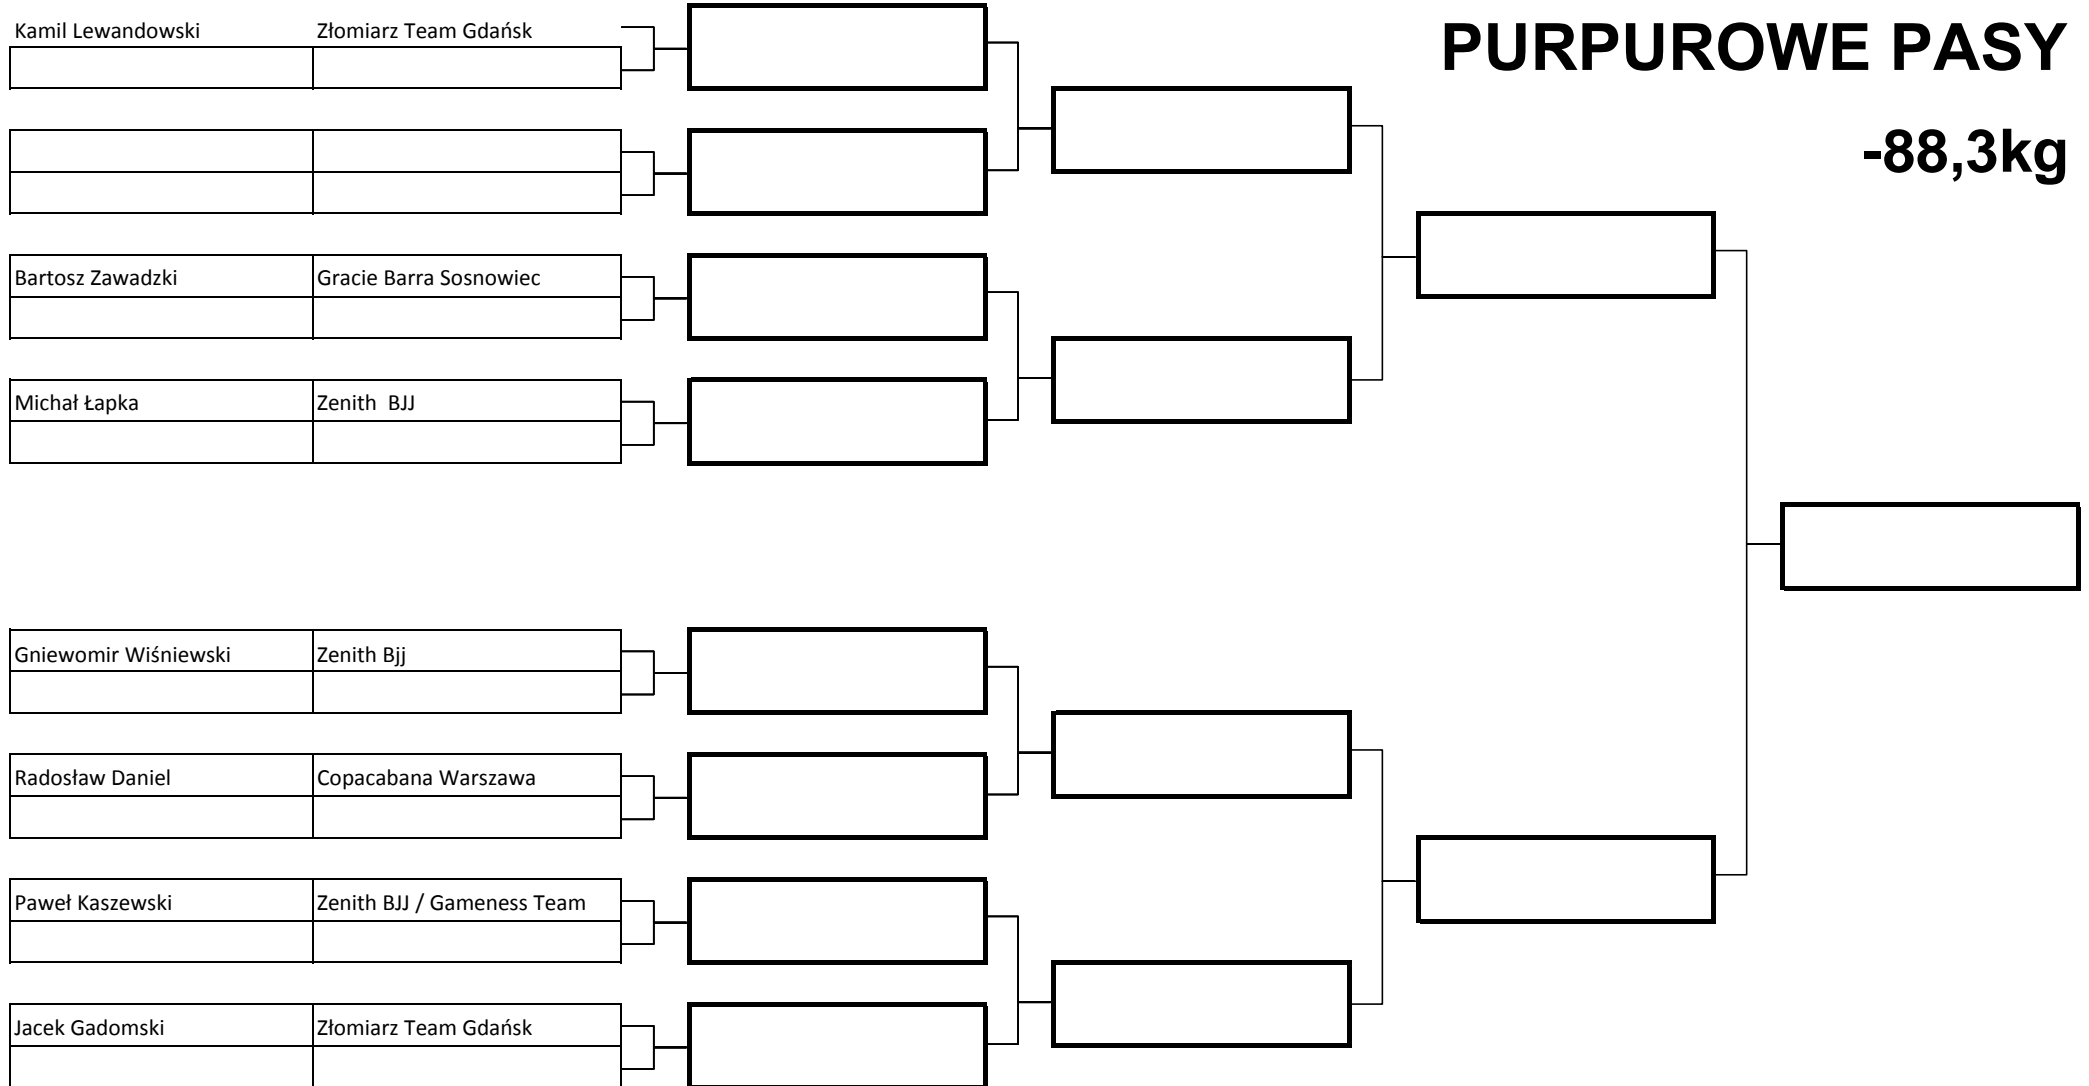 PURPUROWE PASY
-88,3kg
Kamil Lewandowski Złomiarz Team Gdańsk
Bartosz Zawadzki Gracie Barra Sosnowiec
Michał Łapka Zenith  BJJ
Gniewomir Wiśniewski Zenith Bjj
Radosław Daniel Copacabana Warszawa
Paweł Kaszewski Zenith BJJ / Gameness Team
Jacek Gadomski Złomiarz Team Gdańsk